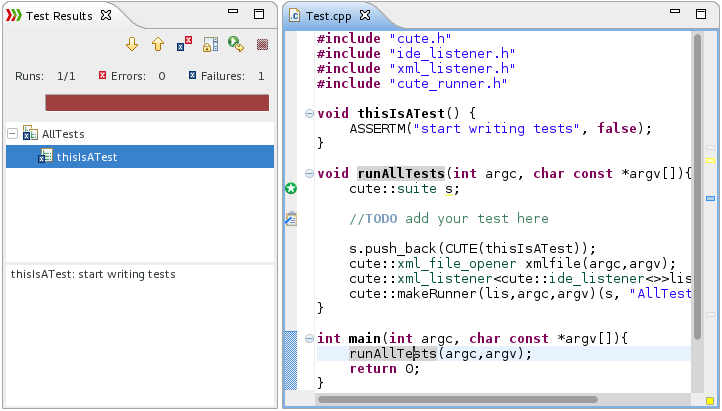 Test Results
Runs: 1/1 Errors: 0 Failures: 1
AllTests
thisIsATest
thisIsATest: start writing tests
Test.cpp
#include "cute.h"
#include "ide_listener.h"
#include "xml_listener.h"
#include "cute_runner.h"
void thisIsATest() {
ASSERTM("start writing tests", false);
}
void runAllTests(int argc, char const *argv[]){
cute::suite s;
//TODO add your test here
s.push_back(CUTE(thisIsATest));
cute::xml_file_opener xmlfile(argc,argv);
cute::xml_listener<cute::ide_listener<>>lis
cute::makeRunner(lis,argc,argv)(s, "AllTest
}
int main(int argc, char const *argv[]){
runAllTests(argc,argv);
return 0;
}